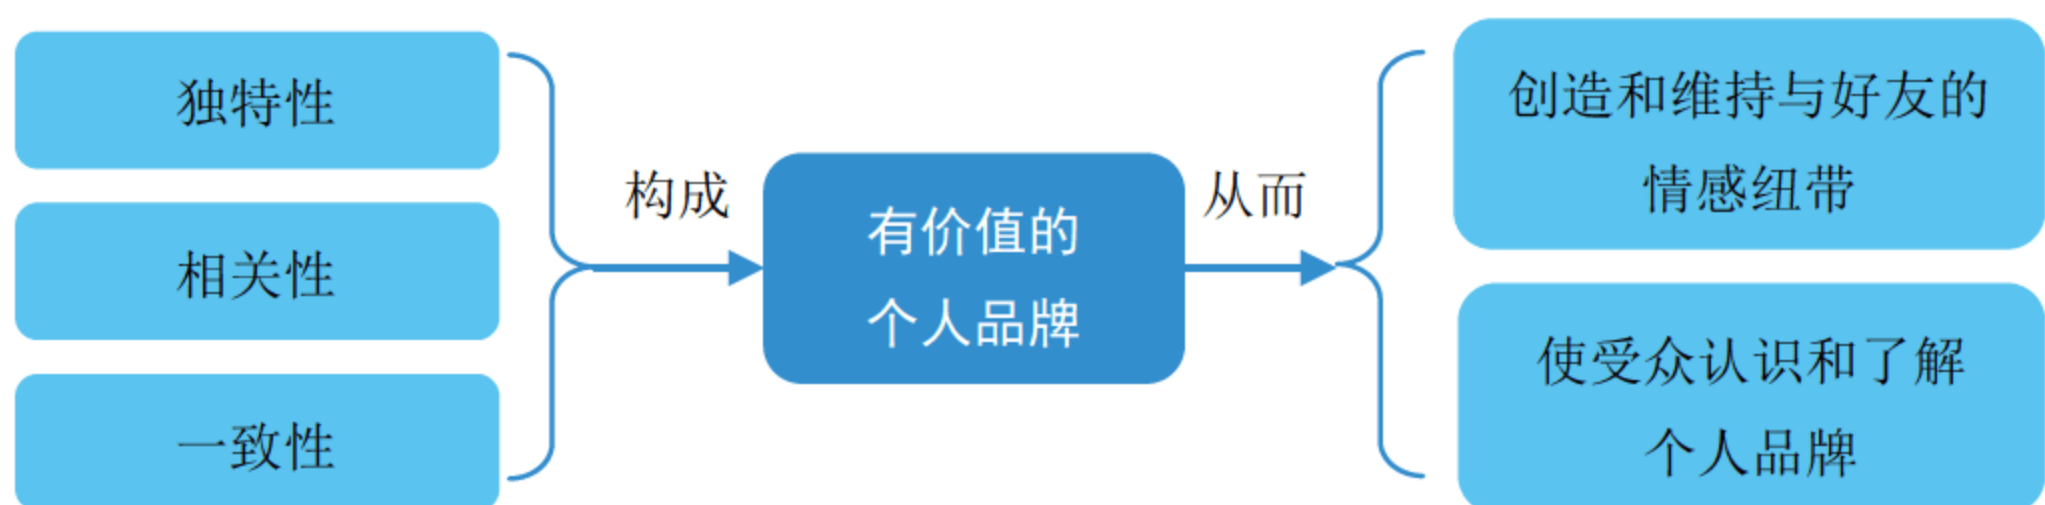 独特性
相关性
一致性
构成
有价值的
个人品牌
从而
创造和维持与好友的
情感纽带
使受众认识和了解
个人品牌